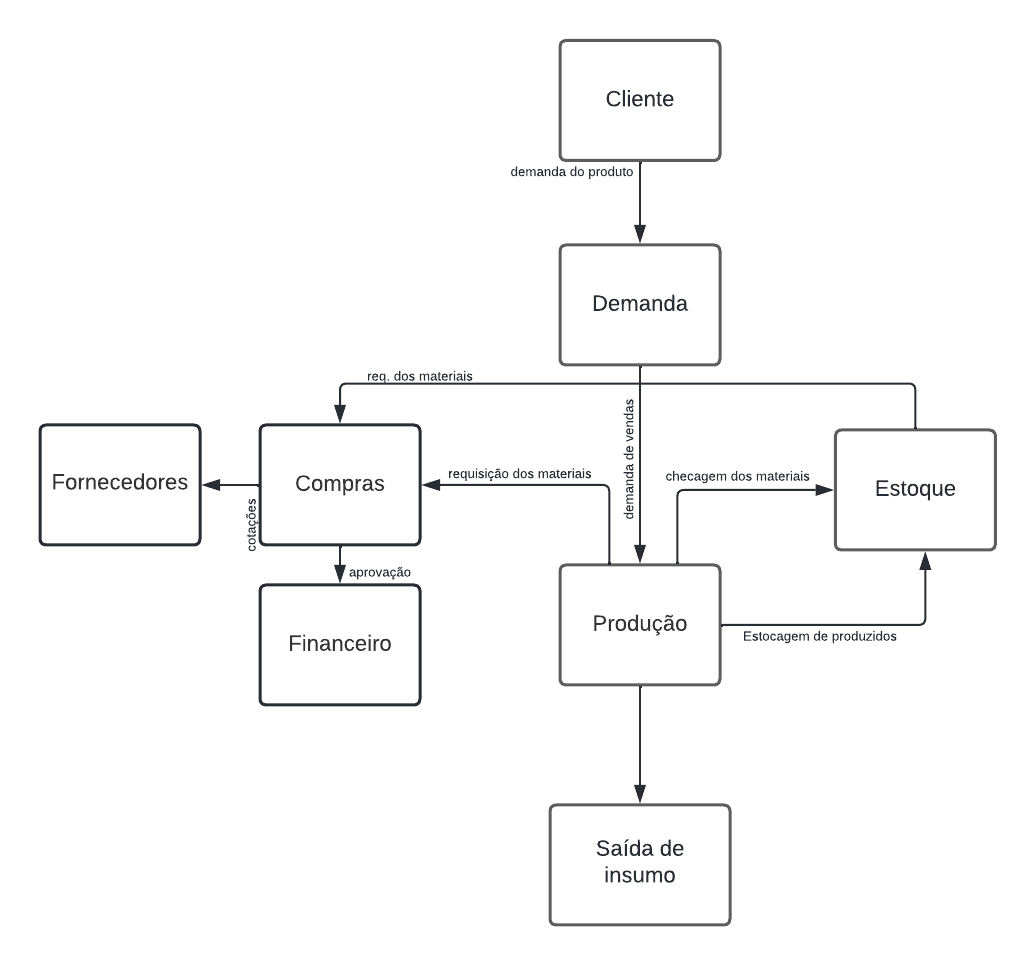 Cliente
demanda do produto
Demanda
req. dos materiais
demanda de vendas
Fornecedores
Compras
requisição dos materiais
checagem dos materiais
Estoque
cotações
aprovação
Financeiro
Produção
Estocagem de produzidos
Saída de
insumo